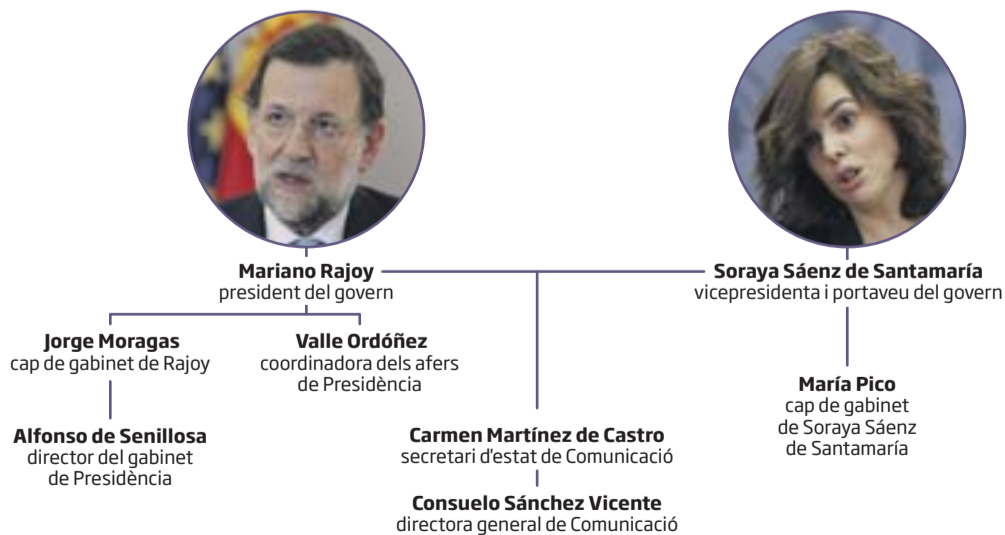 Mariano Rajoy
president del govern
Soraya Sáenz de Santamaría
vicepresidenta i portaveu del govern
Jorge Moragas
cap de gabinet de Rajoy
Valle Ordóñez
coordinadora dels afers
de Presidència
Alfonso de Senillosa
director del gabinet
de Presidència
Carmen Martínez de Castro
secretari d'estat de Comunicació
Consuelo Sánchez Vicente
directora general de Comunicació
María Pico
cap de gabinet
de Soraya Sáenz
de Santamaría